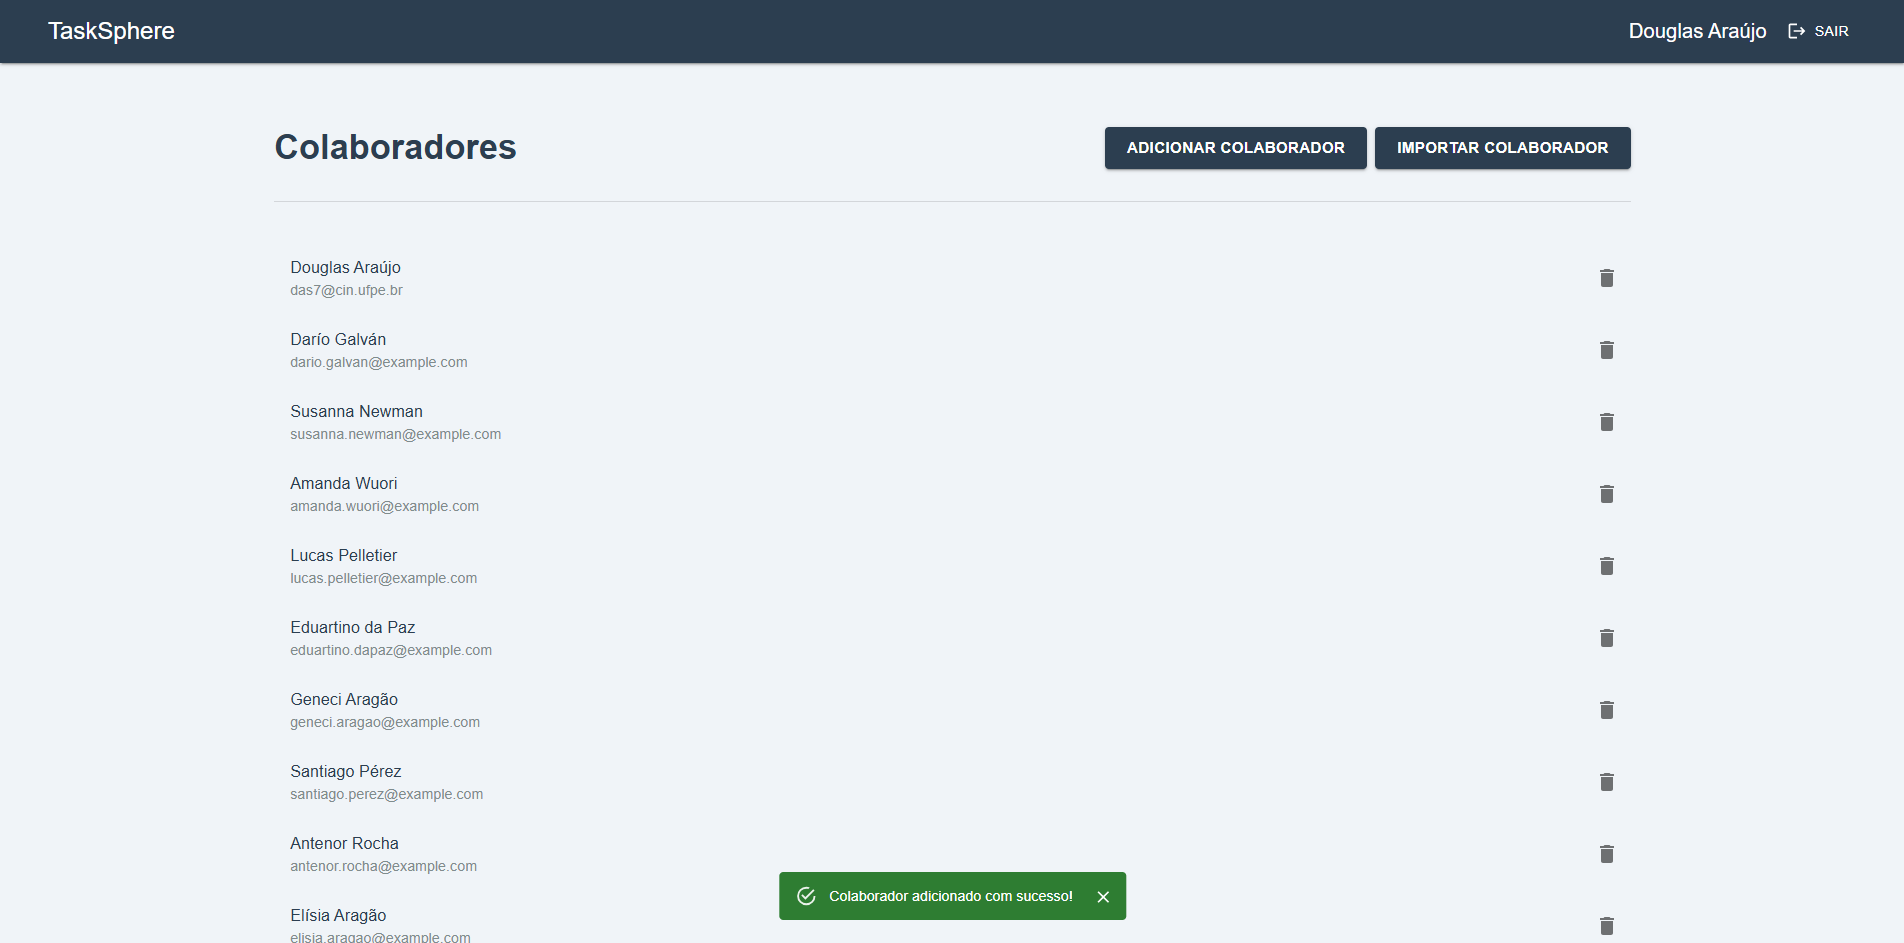 TaskSphere
Douglas Araújo
SAIR
Colaboradores
ADICIONAR COLABORADOR
IMPORTAR COLABORADOR
Douglas Araújo
das7@cin.ufpe.br
Darío Galván
dario.galvan@example.com
Susanna Newman
susanna.newman@example.com
Amanda Wuori
amanda.wuori@example.com
Lucas Pelletier
lucas.pelletier@example.com
Eduartino da Paz
eduartino.dapaz@example.com
Geneci Aragão
geneci.aragao@example.com
Santiago Pérez
santiago.perez@example.com
Antenor Rocha
antenor.rocha@example.com
Colaborador adicionado com sucesso!
Elísia Aragão
elisia.aragao@example.com